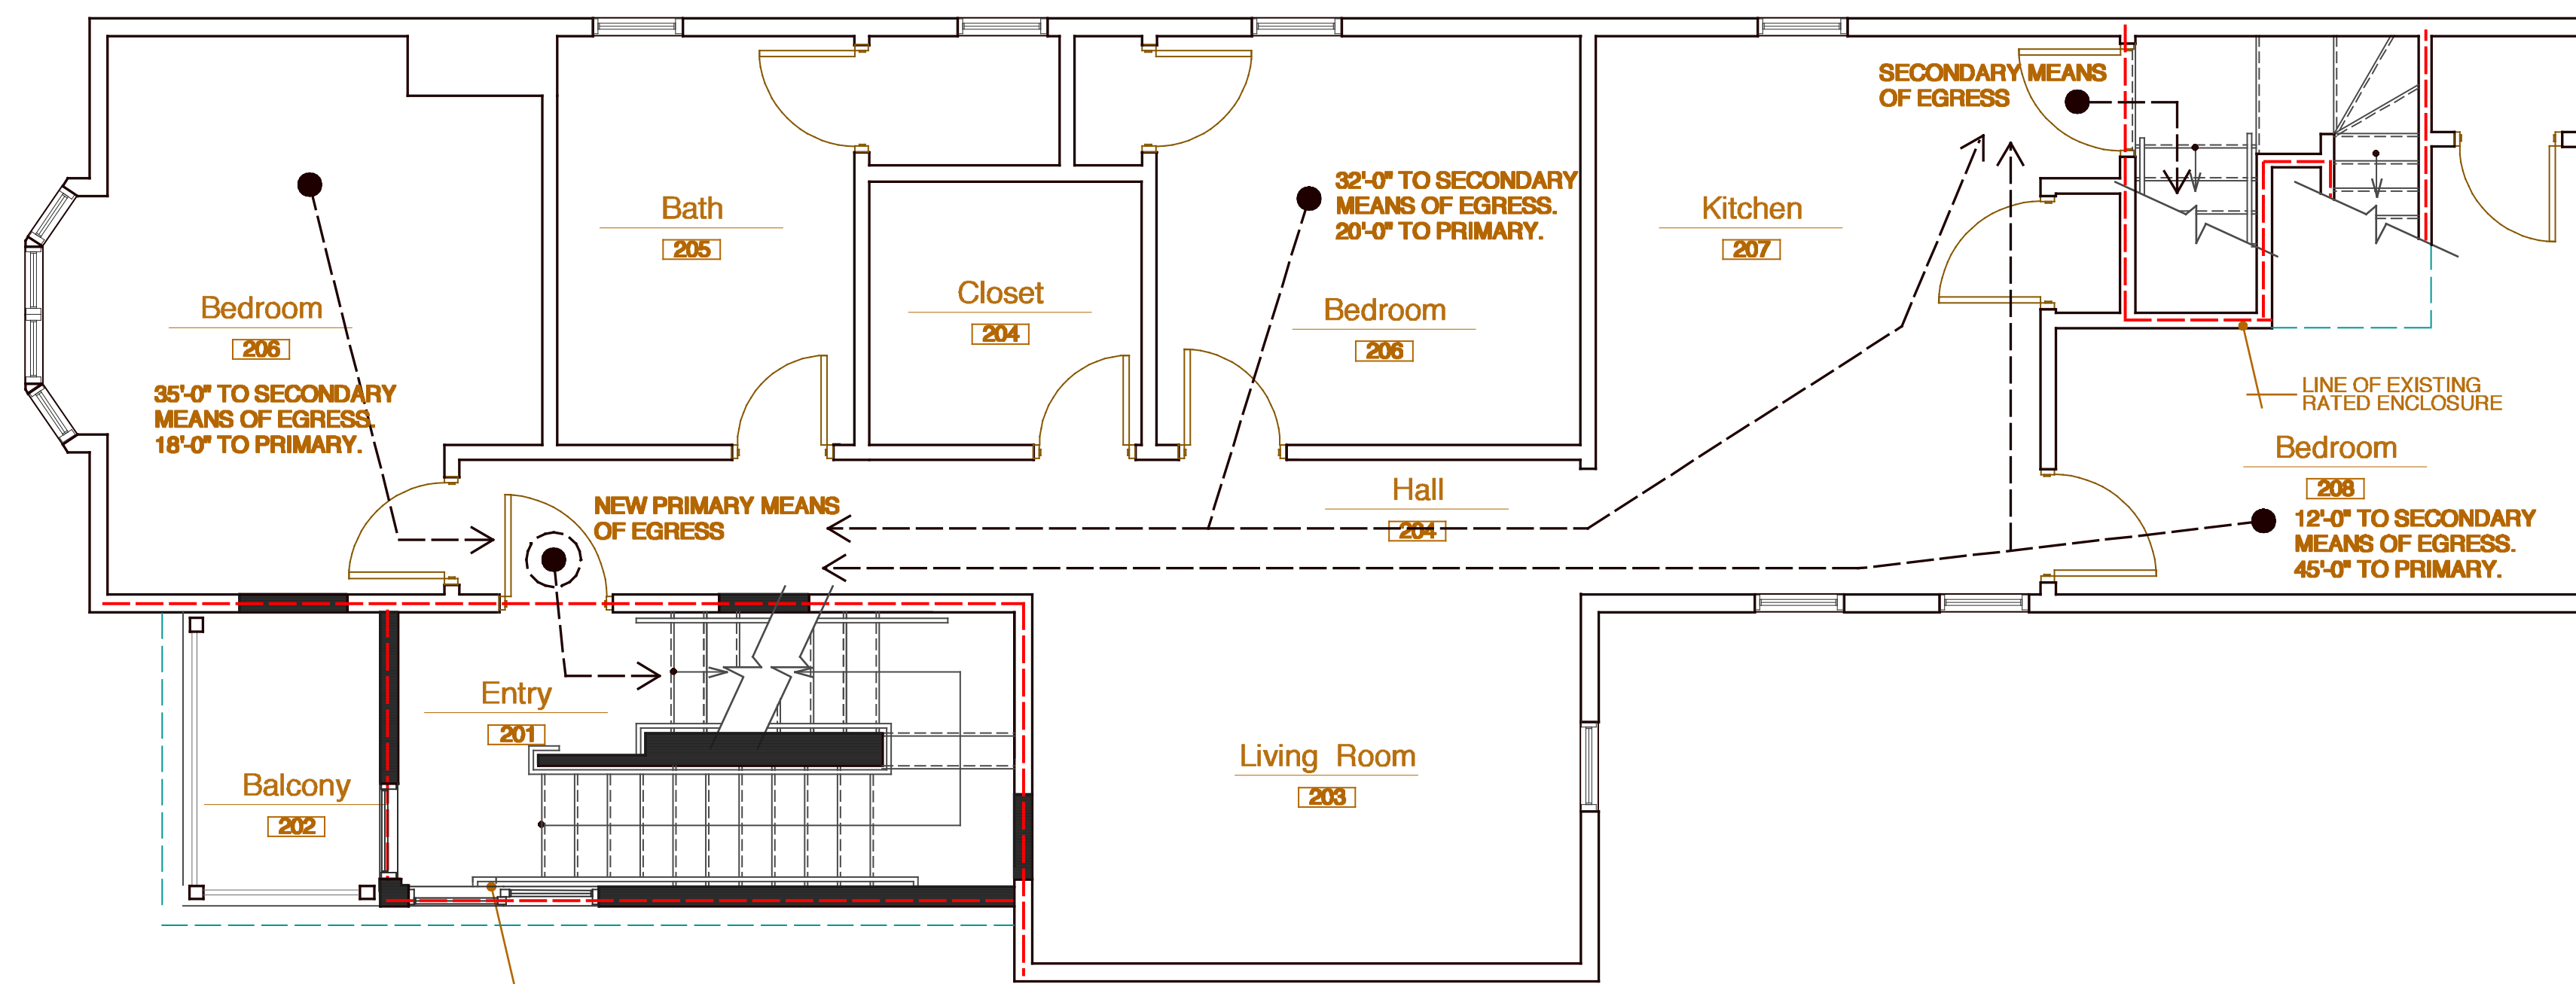 SECONDARY MEANS
OF EGRESS
32'-0" TO SECONDARY
MEANS OF EGRESS.
20'-0" TO PRIMARY.
Bath
205
Kitchen
207
Closet
204
Bedroom
206
Bedroom
206
35'-0" TO SECONDARY
MEANS OF EGRESS.
18'-0" TO PRIMARY.
LINE OF EXISTING
RATED ENCLOSURE
Bedroom
208
12'-0" TO SECONDARY
MEANS OF EGRESS.
45'-0" TO PRIMARY.
NEW PRIMARY MEANS
OF EGRESS
Hall
204
Entry
201
Living Room
203
Balcony
202